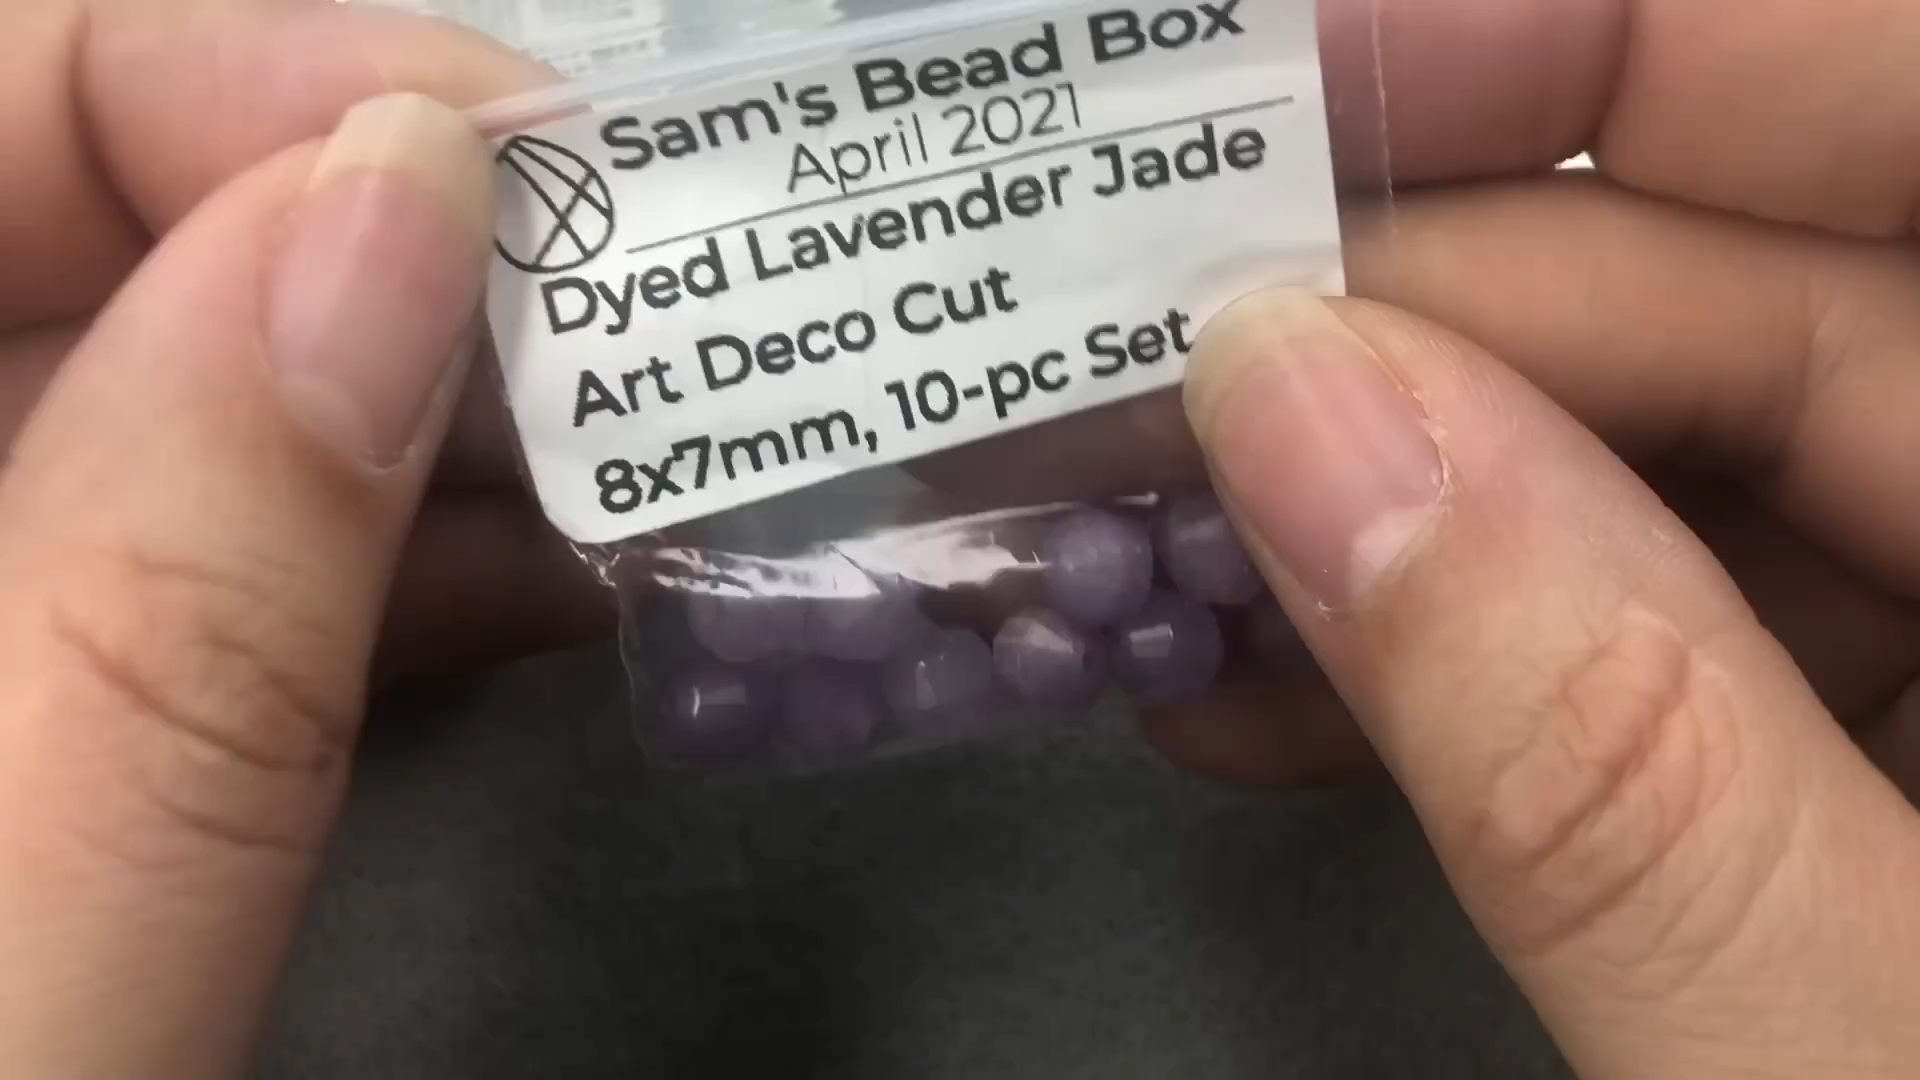 Sam's Bead Box
April 2021
Dyed Lavender Jade
Art Deco Cut
8x7mm, 10-pc Set